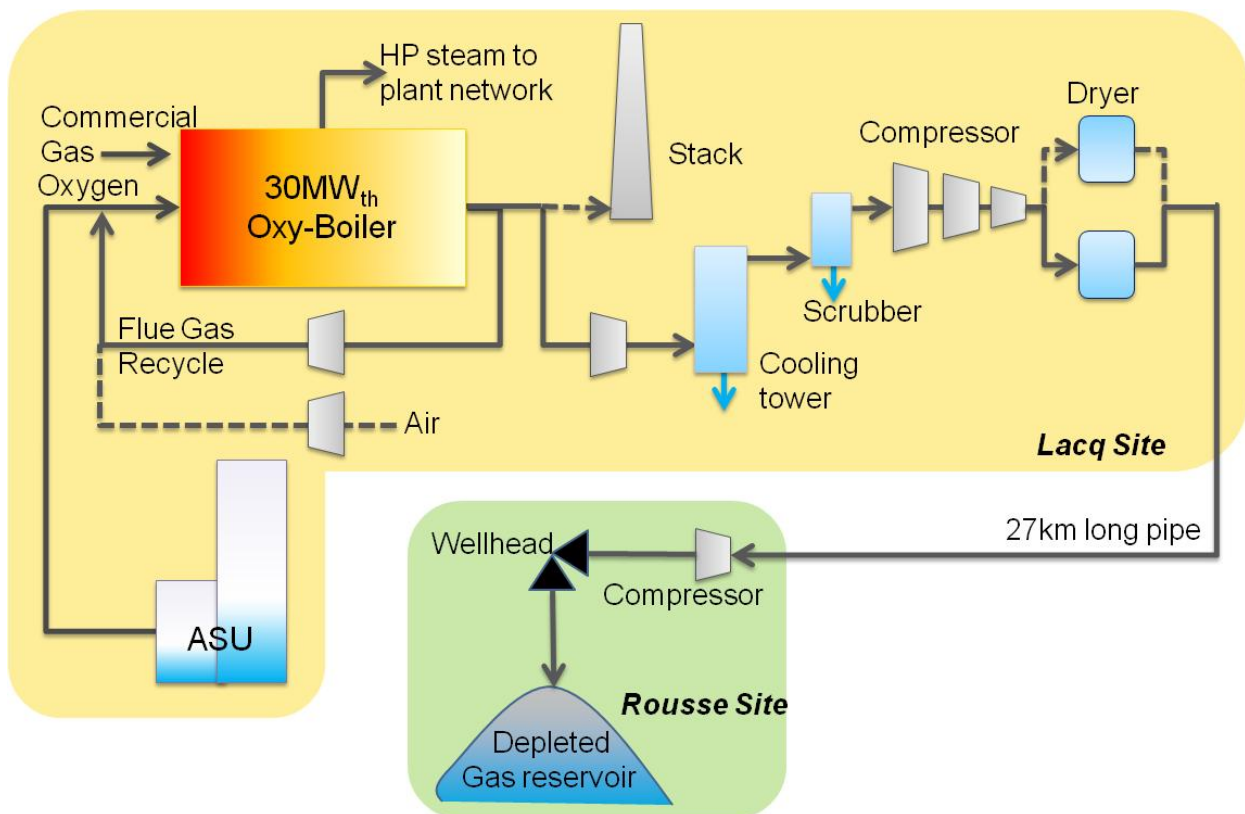 HP steam to
plant network
Commercial
Gas
Oxygen
30MWth
Oxy-Boiler
Stack
Compressor
Dryer
Flue Gas
Recycle
Air
Scrubber
Cooling
tower
Lacq Site
ASU
27km long pipe
Wellhead
Compressor
Rousse Site
Depleted
Gas reservoir